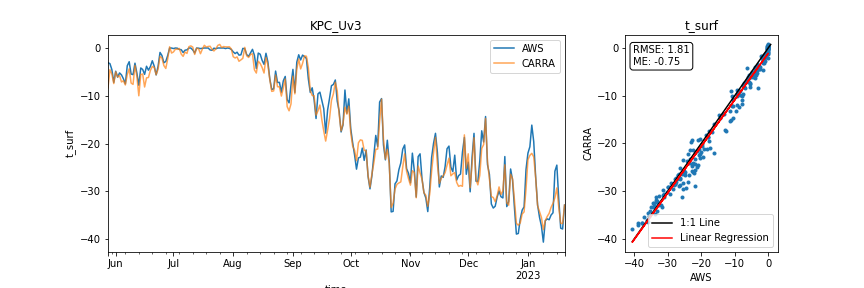 KPC_Uv3
t_surf
0
−10
−20
−30
−40
AWS
CARRA
Jun
Jul
Aug
Sep
Oct
Nov
Dec
Jan
2023
time
t_surf
CARRA
0
−10
−20
−30
−40
RMSE: 1.81
ME: -0.75
1:1 Line
Linear Regression
−40
−30
−20
−10
0
AWS